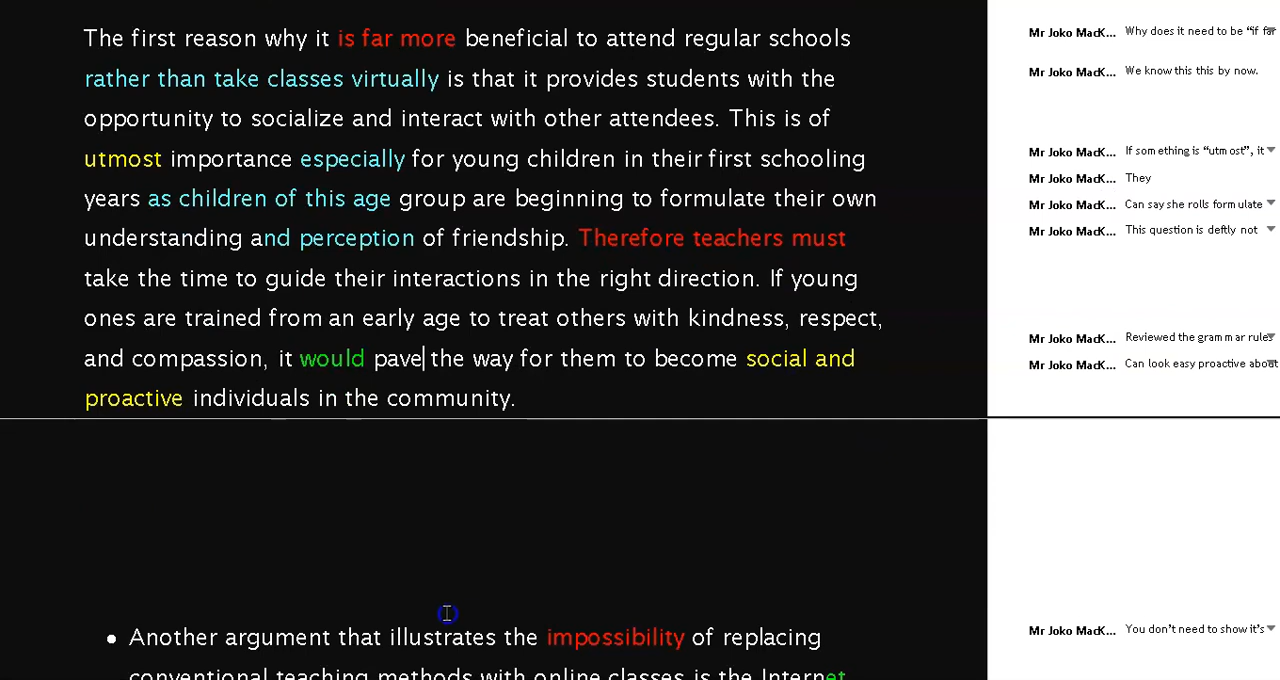 The first reason why it is far more beneficial to attend regular schools
rather than take classes virtually is that it provides students with the
opportunity to socialize and interact with other attendees. This is of
utmost importance especially for young children in their first schooling
years as children of this age group are beginning to formulate their own
understanding and perception of friendship. Therefore teachers must
take the time to guide their interactions in the right direction. If young
ones are trained from an early age to treat others with kindness, respect,
and compassion, it would pave the way for them to become social and
proactive individuals in the community.
• Another argument that illustrates the impossibility of replacing
conventional teaching methods with online classes is the Internet
Mr Joko MacK... Why does it need to be “if far
Mr Joko MacK... We know this this by now.
Mr Joko MacK... If something is “utmost”, it
Mr Joko MacK... They
Mr Joko MacK... Can say she rolls formulate
Mr Joko MacK... This question is deftly not
Mr Joko MacK... Reviewed the grammar rules
Mr Joko MacK... Can look easy proactive about
Mr Joko MacK... You don’t need to show it’s